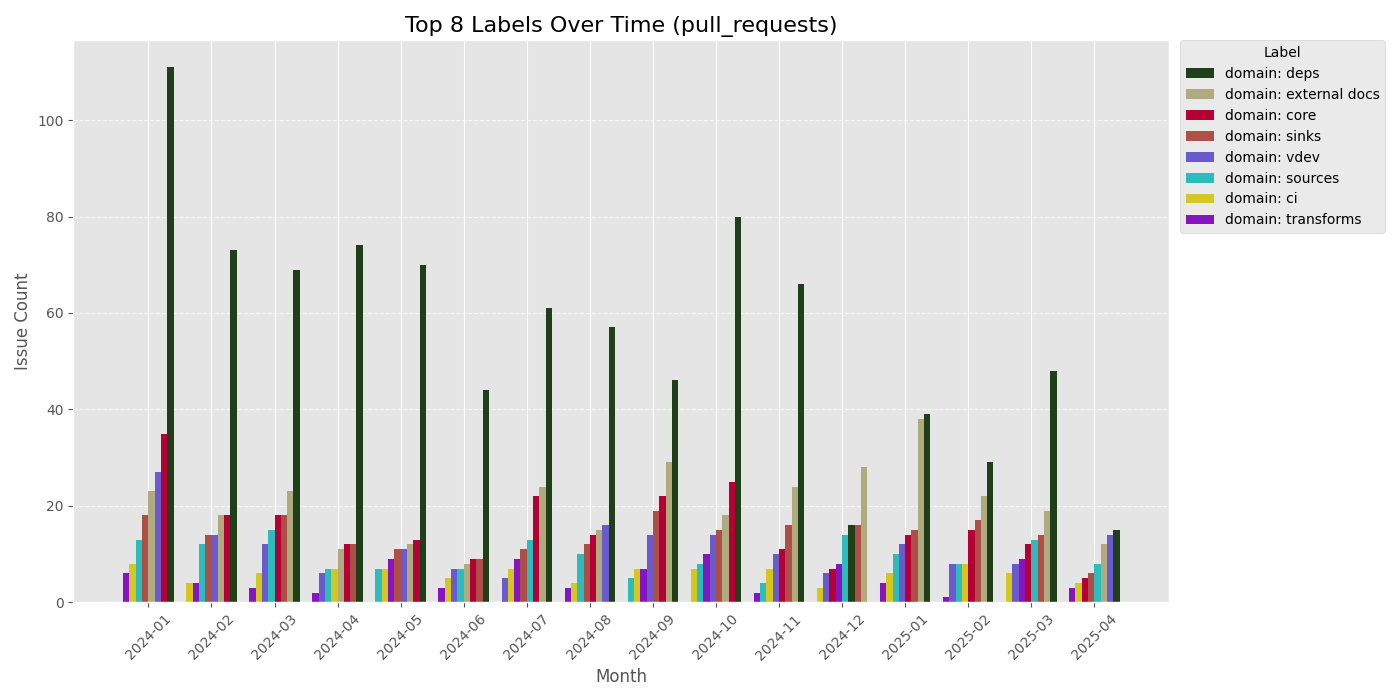 Top 8 Labels Over Time (pull_requests)
Issue Count
100
80
60
40
20
0
2024-01
2024-02
2024-03
2024-04
2024-05
2024-06
2024-07
2024-08
2024-09
2024-10
2024-11
2024-12
2025-01
2025-02
2025-03
2025-04
Month
Label
domain: deps
domain: external docs
domain: core
domain: sinks
domain: vdev
domain: sources
domain: ci
domain: transforms